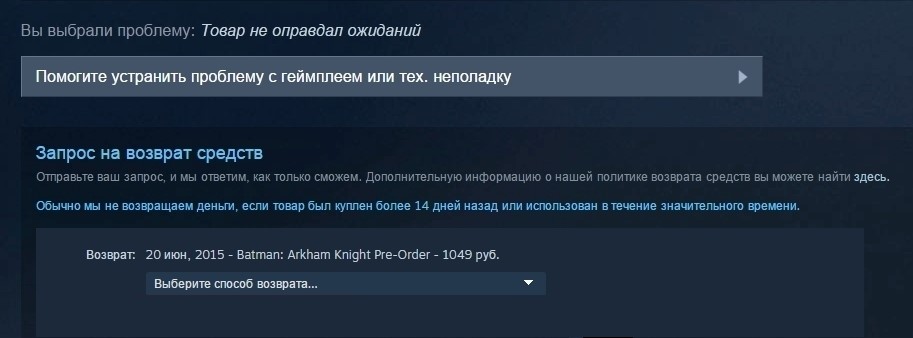 Вы выбрали проблему: Товар не оправдал ожиданий
Помогите устранить проблему с геймплеем или тех. неполадку
Запрос на возврат средств
Отправьте ваш запрос, и мы ответим, как только сможем. Дополнительную информацию о нашей политике возврата средств вы можете найти здесь.
Обычно мы не возвращаем деньги, если товар был куплен более 14 дней назад или использован в течение значительного времени.
Возврат: 20 июн, 2015 - Batman: Arkham Knight Pre-Order - 1049 руб.
Выберите способ возврата...